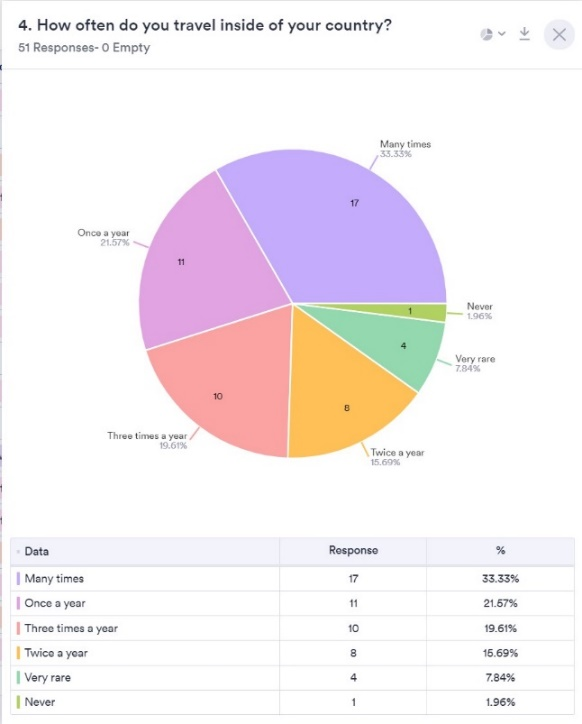 4. How often do you travel inside of your country?
51 Responses- 0 Empty
Many times
33.33%
17
Once a year
21.57%
11
Never
1.96%
1
Very rare
7.84%
4
10
8
Three times a year
19.61%
Twice a year
15.69%
Data Response %
Many times 17 33.33%
Once a year 11 21.57%
Three times a year 10 19.61%
Twice a year 8 15.69%
Very rare 4 7.84%
Never 1 1.96%